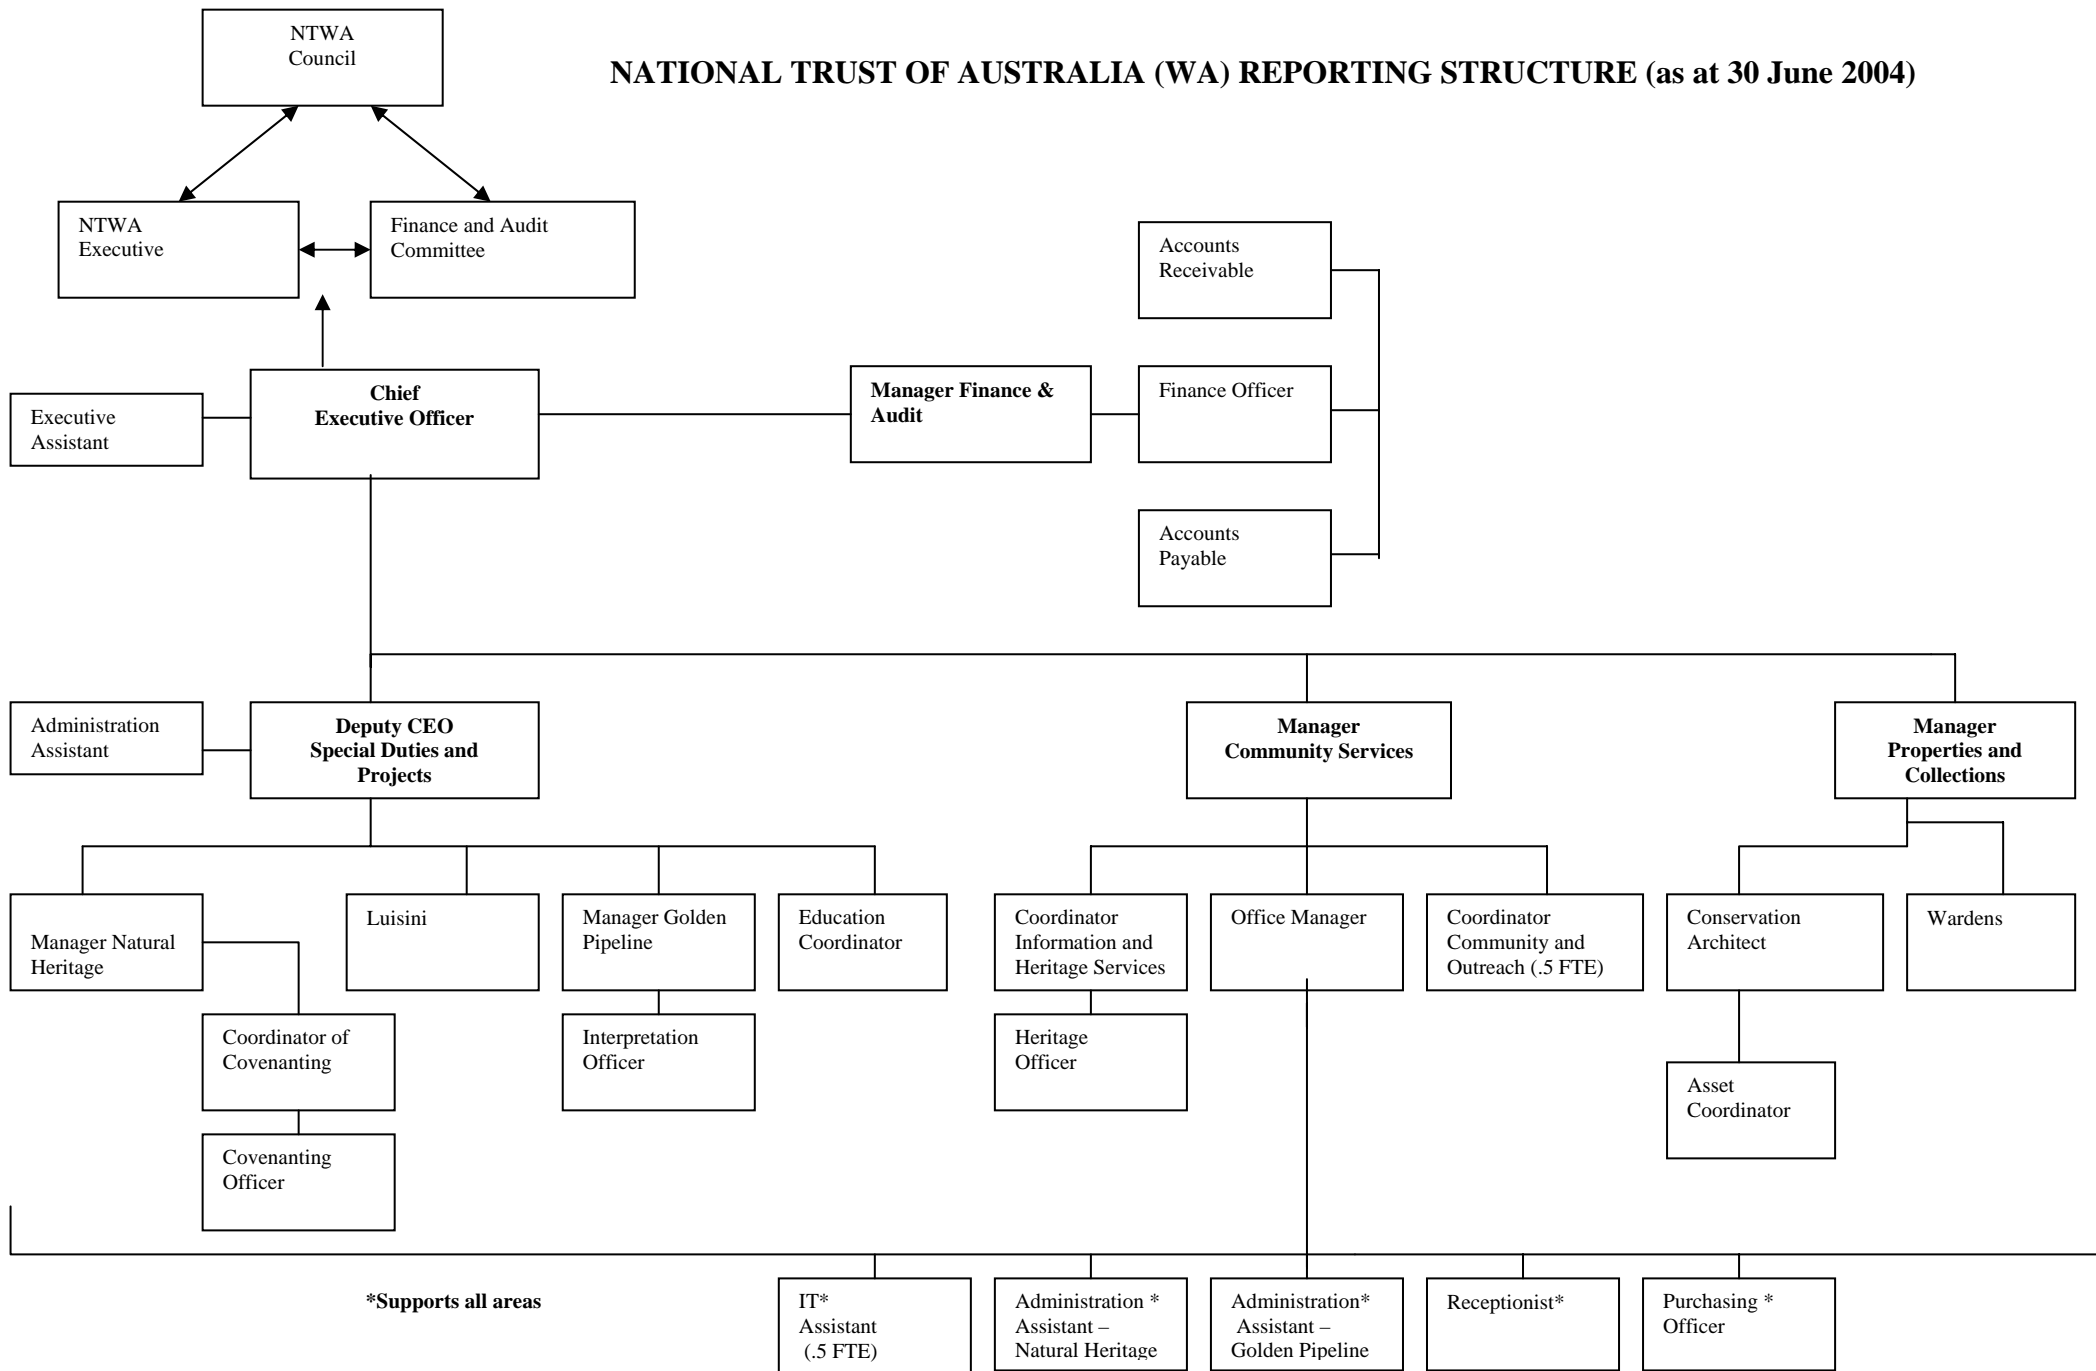 NTWA
Council
NATIONAL TRUST OF AUSTRALIA (WA) REPORTING STRUCTURE (as at 30 June 2004)
NTWA
Executive
Finance and Audit
Committee
Accounts
Receivable
Executive
Assistant
Chief
Executive Officer
Manager Finance &
Audit
Finance Officer
Accounts
Payable
Administration
Assistant
Deputy CEO
Special Duties and
Projects
Manager
Community Services
Manager
Properties and
Collections
Manager Natural
Heritage
Luisini
Manager Golden
Pipeline
Education
Coordinator
Coordinator
Information and
Heritage Services
Office Manager
Coordinator
Community and
Outreach (.5 FTE)
Conservation
Architect
Wardens
Coordinator of
Covenanting
Interpretation
Officer
Heritage
Officer
Asset
Coordinator
Covenanting
Officer
*Supports all areas
IT*
Assistant
(.5 FTE)
Administration *
Assistant –
Natural Heritage
Administration*
Assistant –
Golden Pipeline
Receptionist*
Purchasing *
Officer